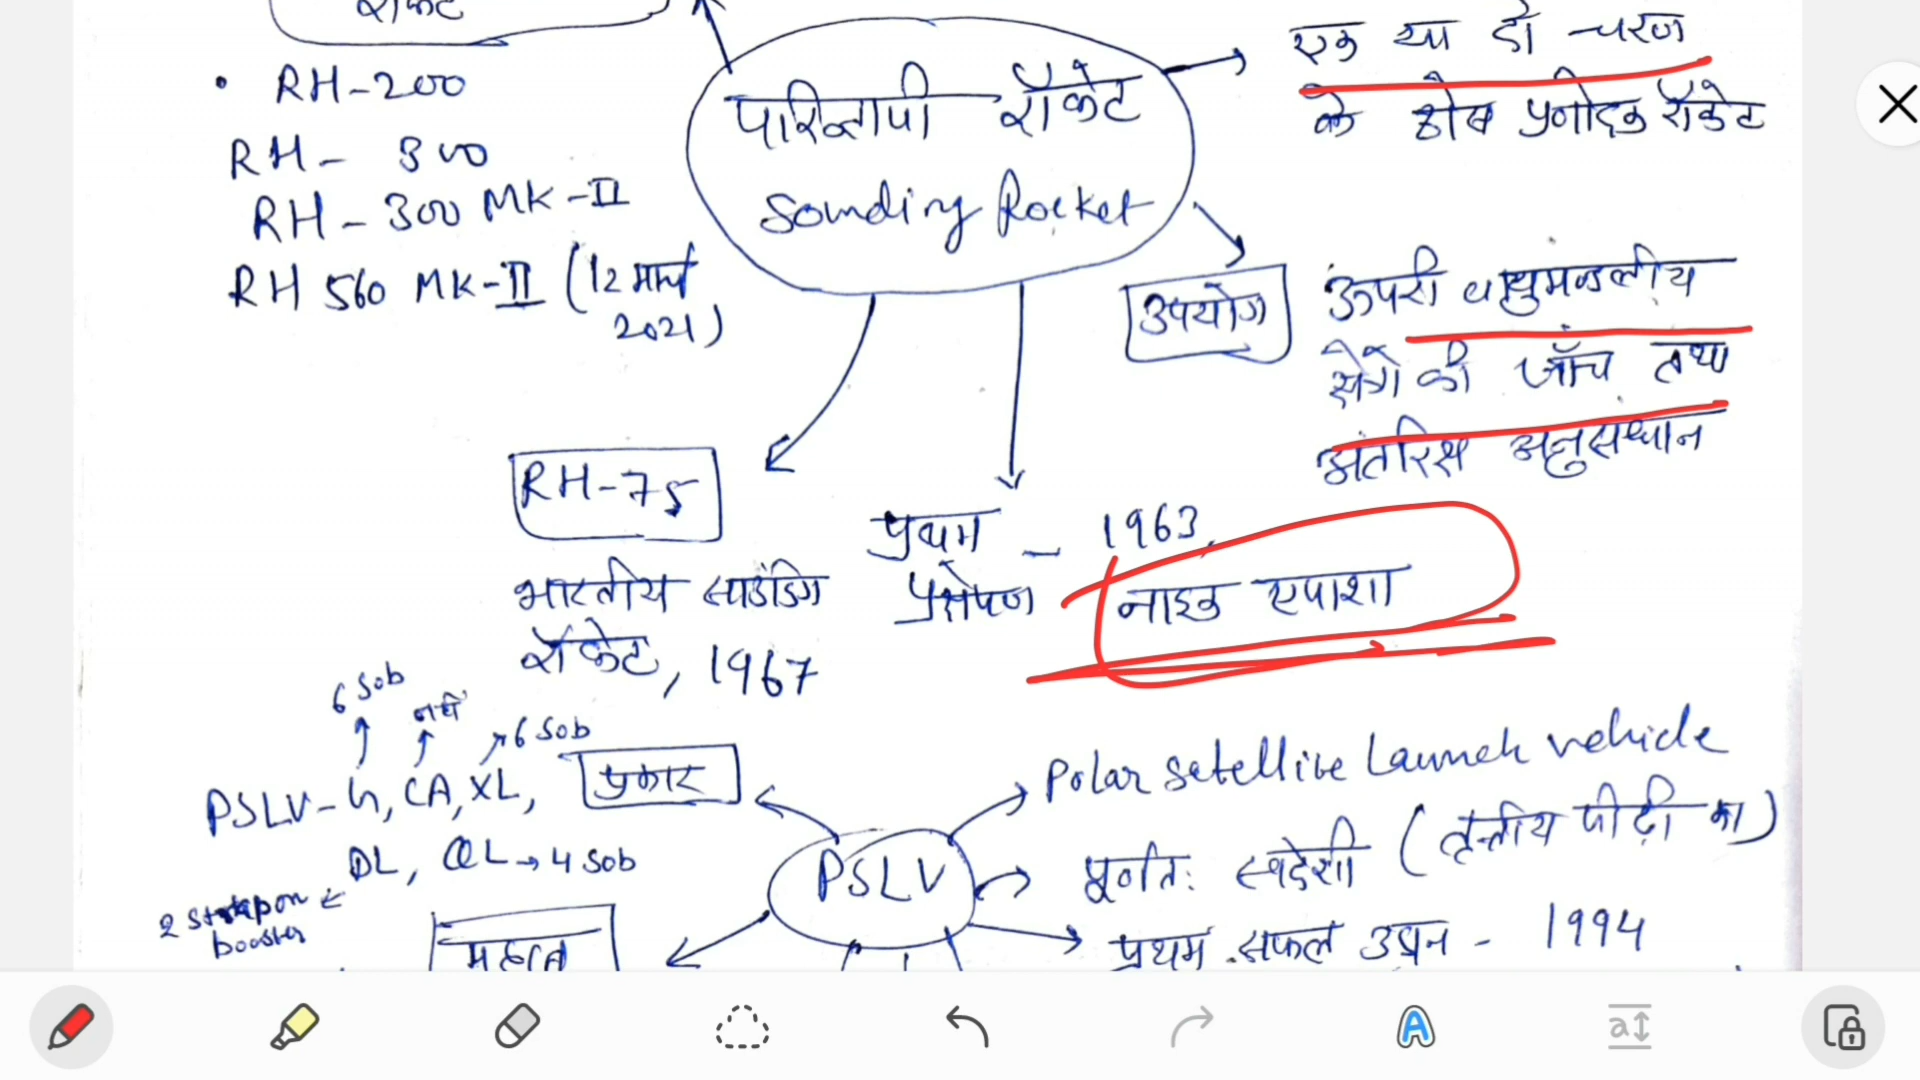 रॉकेट
• RH-200
RH- 300
RH-300 MK-II
RH 560 MK-II (12 मार्च
2021)
परिज्ञापी रॉकेट
Sounding Rocket
एक या दो चरण
के ठोस प्रणोदक रॉकेट
उपयोग
ऊपरी वायुमण्डलीय
क्षेत्रो की जाँच तथा
अंतरिक्ष अनुसंधान
RH-75
भारतीय साउंडिंग
रॉकेट, 1967
प्रथम - 1963,
प्रक्षेपण नाइक एपाशा
6 Sob
नही
6 Sob
PSLV-G, CA, XL,
DL, QL → 4 Sob
2 strapon
booster
प्रकार
महत्व
PSLV
Polar Satellite Launch vehicle
पूर्णतः स्वदेशी (तृतीय पीढ़ी का)
प्रथम सफल उड़ान - 1994
A
a